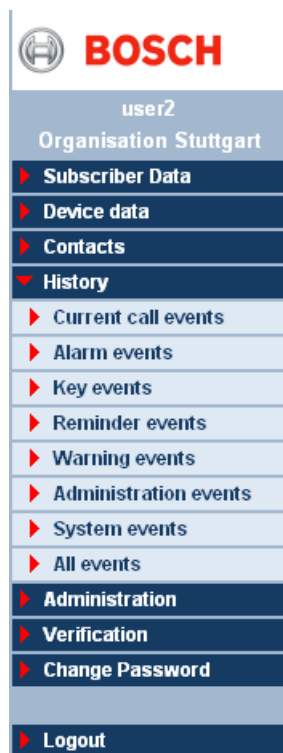 BOSCH
user2
Organisation Stuttgart
Subscriber Data
Device data
Contacts
History
Current call events
Alarm events
Key events
Reminder events
Warning events
Administration events
System events
All events
Administration
Verification
Change Password
Logout